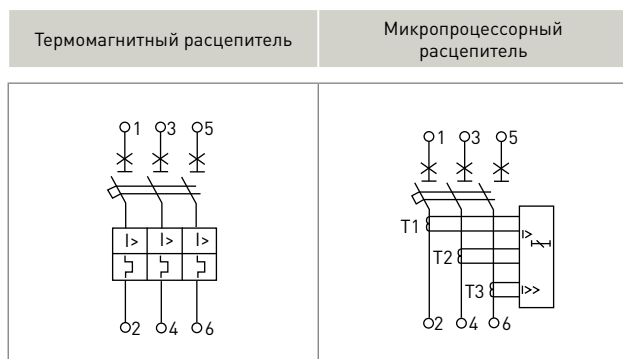 Термомагнитный расцепитель
Микропроцессорный
расцепитель
1 3 5
I> I> I>
2 4 6
1 3 5
T1
I>
T2
T3
I>>
2 4 6